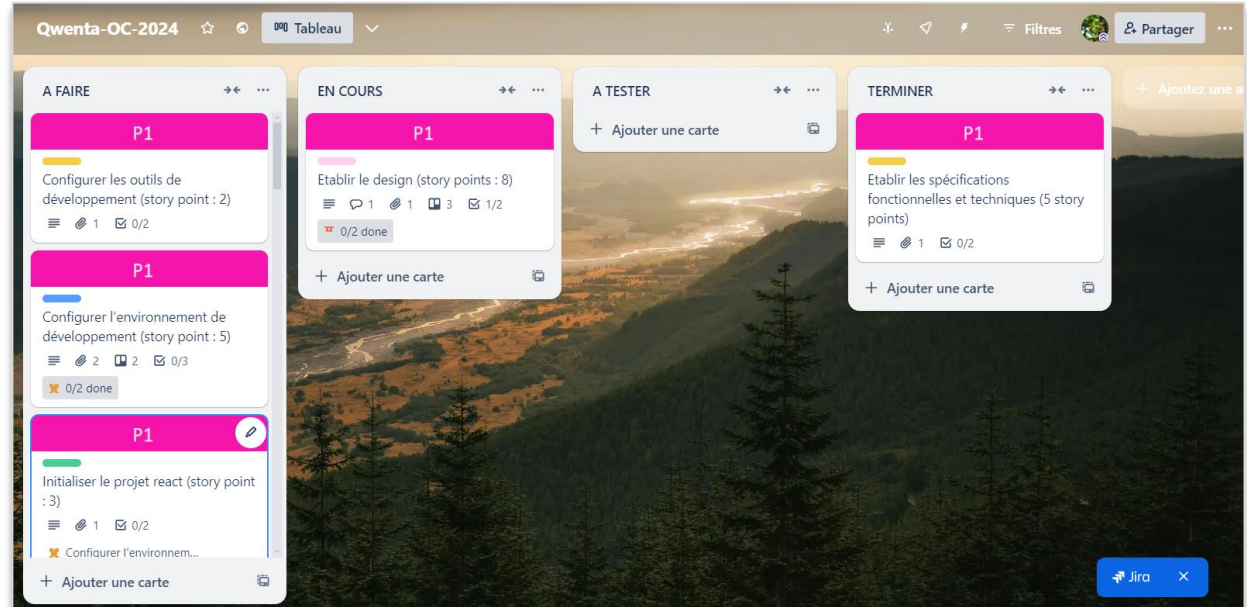 Qwenta-OC-2024
Tableau
Filtres
Partager
A FAIRE
P1
Configurer les outils de
développement (story point : 2)
1 0/2
P1
Configurer l'environnement de
développement (story point : 5)
2 2 0/3
0/2 done
P1
Initialiser le projet react (story point
: 3)
1 0/2
Configurer l'environnem...
+ Ajouter une carte
EN COURS
P1
Etablir le design (story points : 8)
1 1 3 1/2
0/2 done
+ Ajouter une carte
A TESTER
+ Ajouter une carte
TERMINER
P1
Etablir les spécifications
fonctionnelles et techniques (5 story
points)
1 0/2
+ Ajouter une carte
+ Ajoutez une a
Jira